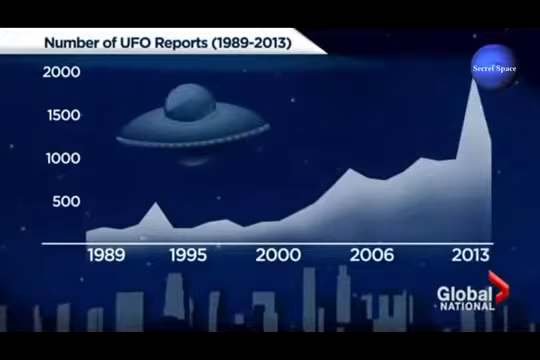 Number of UFO Reports (1989-2013)
Secret Space
2000
1500
1000
500
1989 1995 2000 2006 2013
Global
NATIONAL